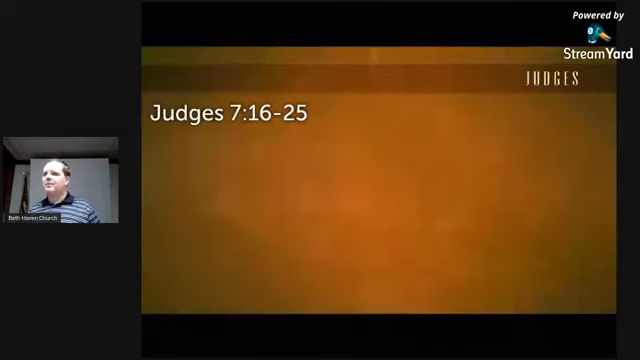 Powered by
StreamYard
JUDGES
Judges 7:16-25
Beth Haven Church